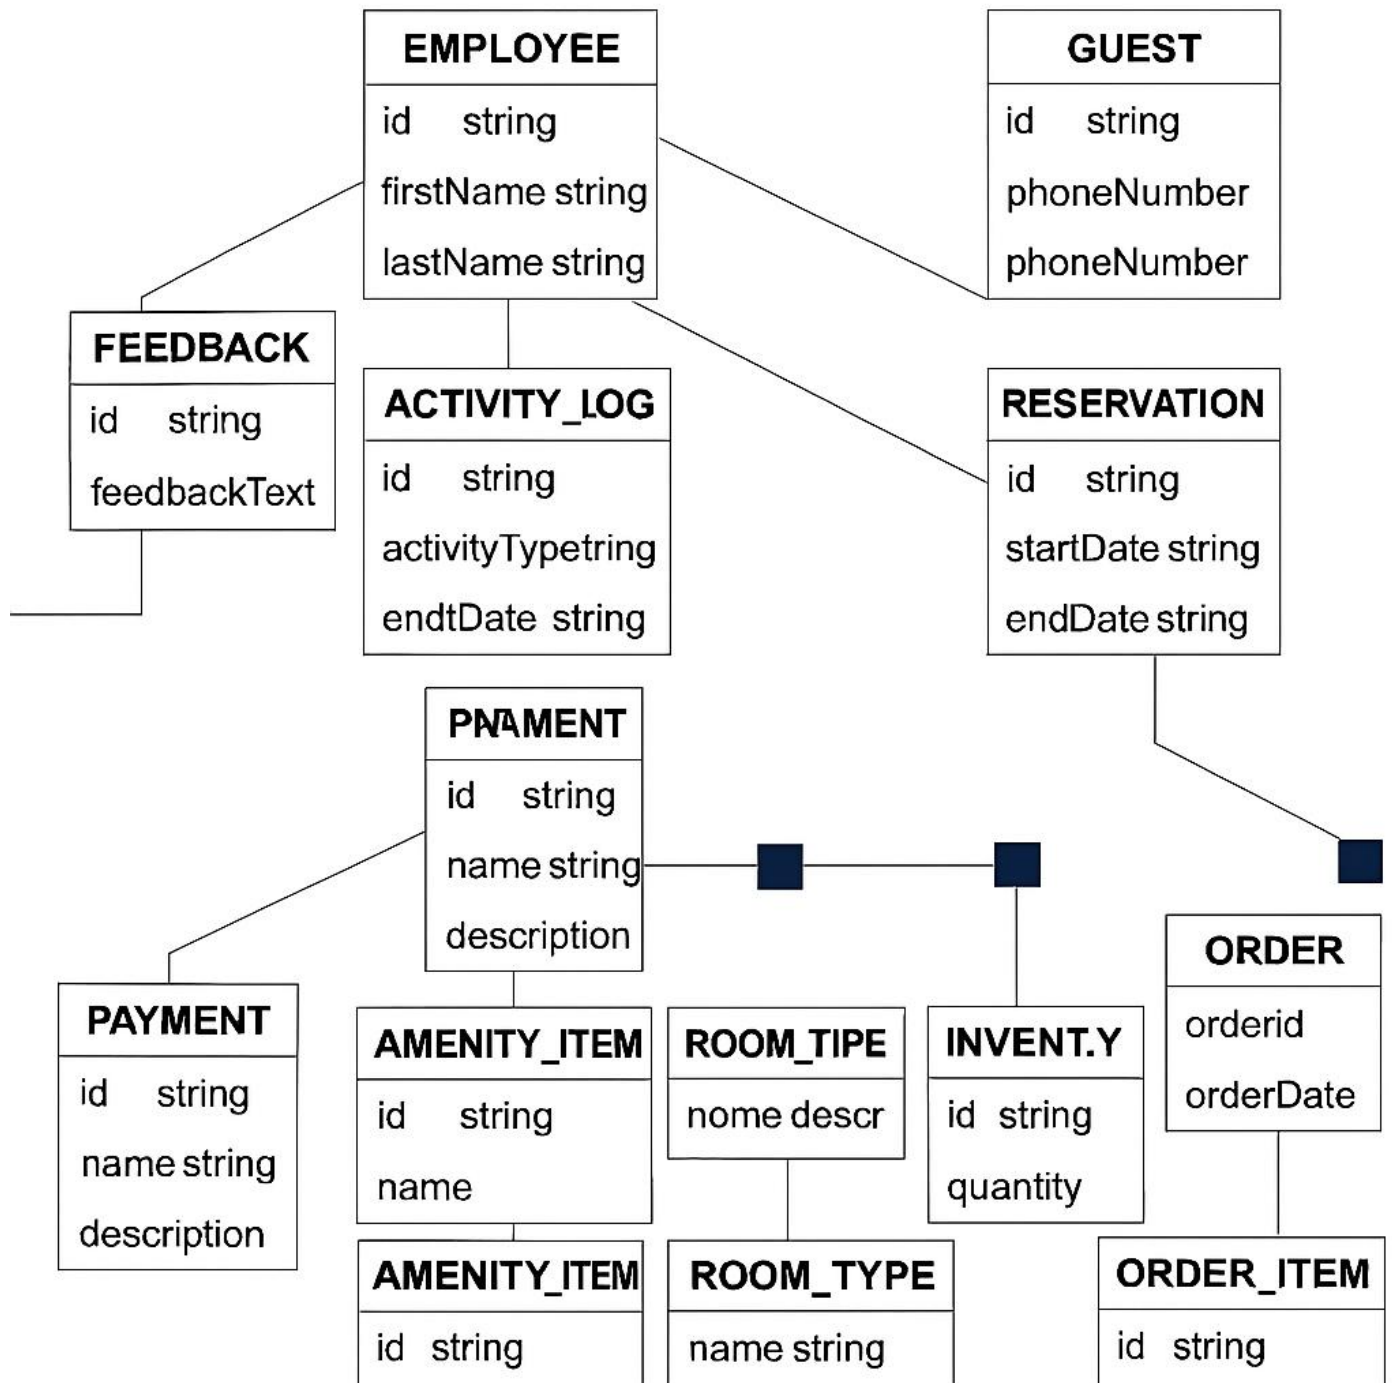 EMPLOYEE
id string
firstName string
lastName string
GUEST
id string
phoneNumber
phoneNumber
FEEDBACK
id string
feedbackText
ACTIVITY_LOG
id string
activityTypetring
endtDate string
RESERVATION
id string
startDate string
endDate string
id string
name string
description
PAYMENT
id string
name string
description
AMENITY_ITEM
id string
name
ROOM_TIPE
nome descr
INVENT.Y
id string
quantity
ORDER
orderid
orderDate
AMENITY_ITEM
id string
ROOM_TYPE
name string
ORDER_ITEM
id string